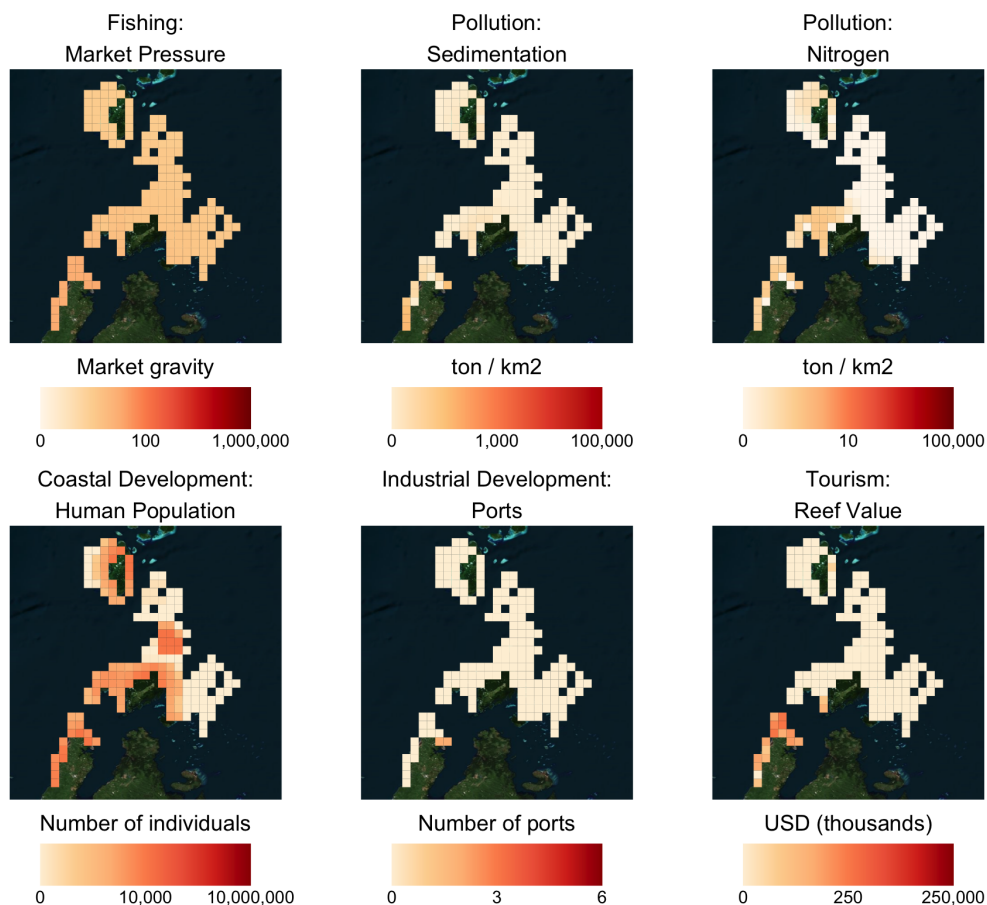 Fishing:
Market Pressure
Pollution:
Sedimentation
Pollution:
Nitrogen
Market gravity
0 100 1,000,000
ton / km2
0 1,000 100,000
ton / km2
0 10 100,000
Coastal Development:
Human Population
Industrial Development:
Ports
Tourism:
Reef Value
Number of individuals
0 10,000 10,000,000
Number of ports
0 3 6
USD (thousands)
0 250 250,000